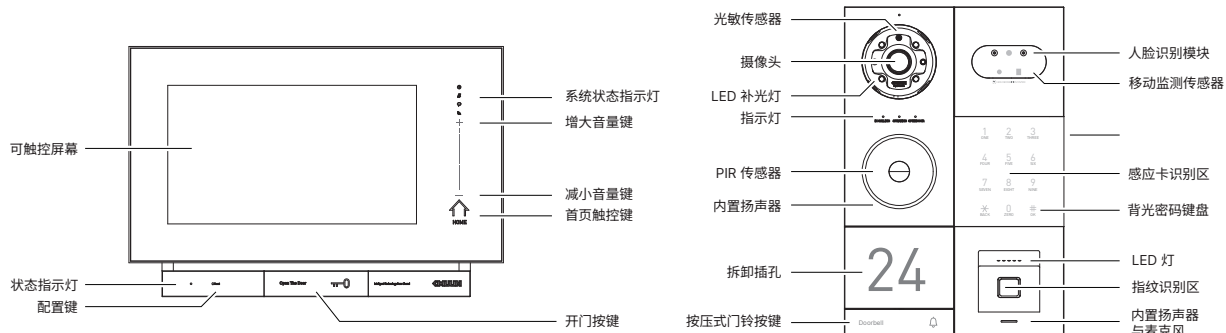 可触控屏幕
状态指示灯
配置键
系统状态指示灯
增大音量键
减小音量键
HOME
首页触控键
Open The Door
开门按键
光敏传感器
摄像头
LED 补光灯
指示灯
PIR 传感器
内置扬声器
拆卸插孔
24
按压式门铃按键
Doorbell
人脸识别模块
移动监测传感器
1 2 3
4 5 6
FOUR FIVE SIX
7 8 9
* 0 #
感应卡识别区
背光密码键盘
LED 灯
指纹识别区
内置扬声器
与麦克风